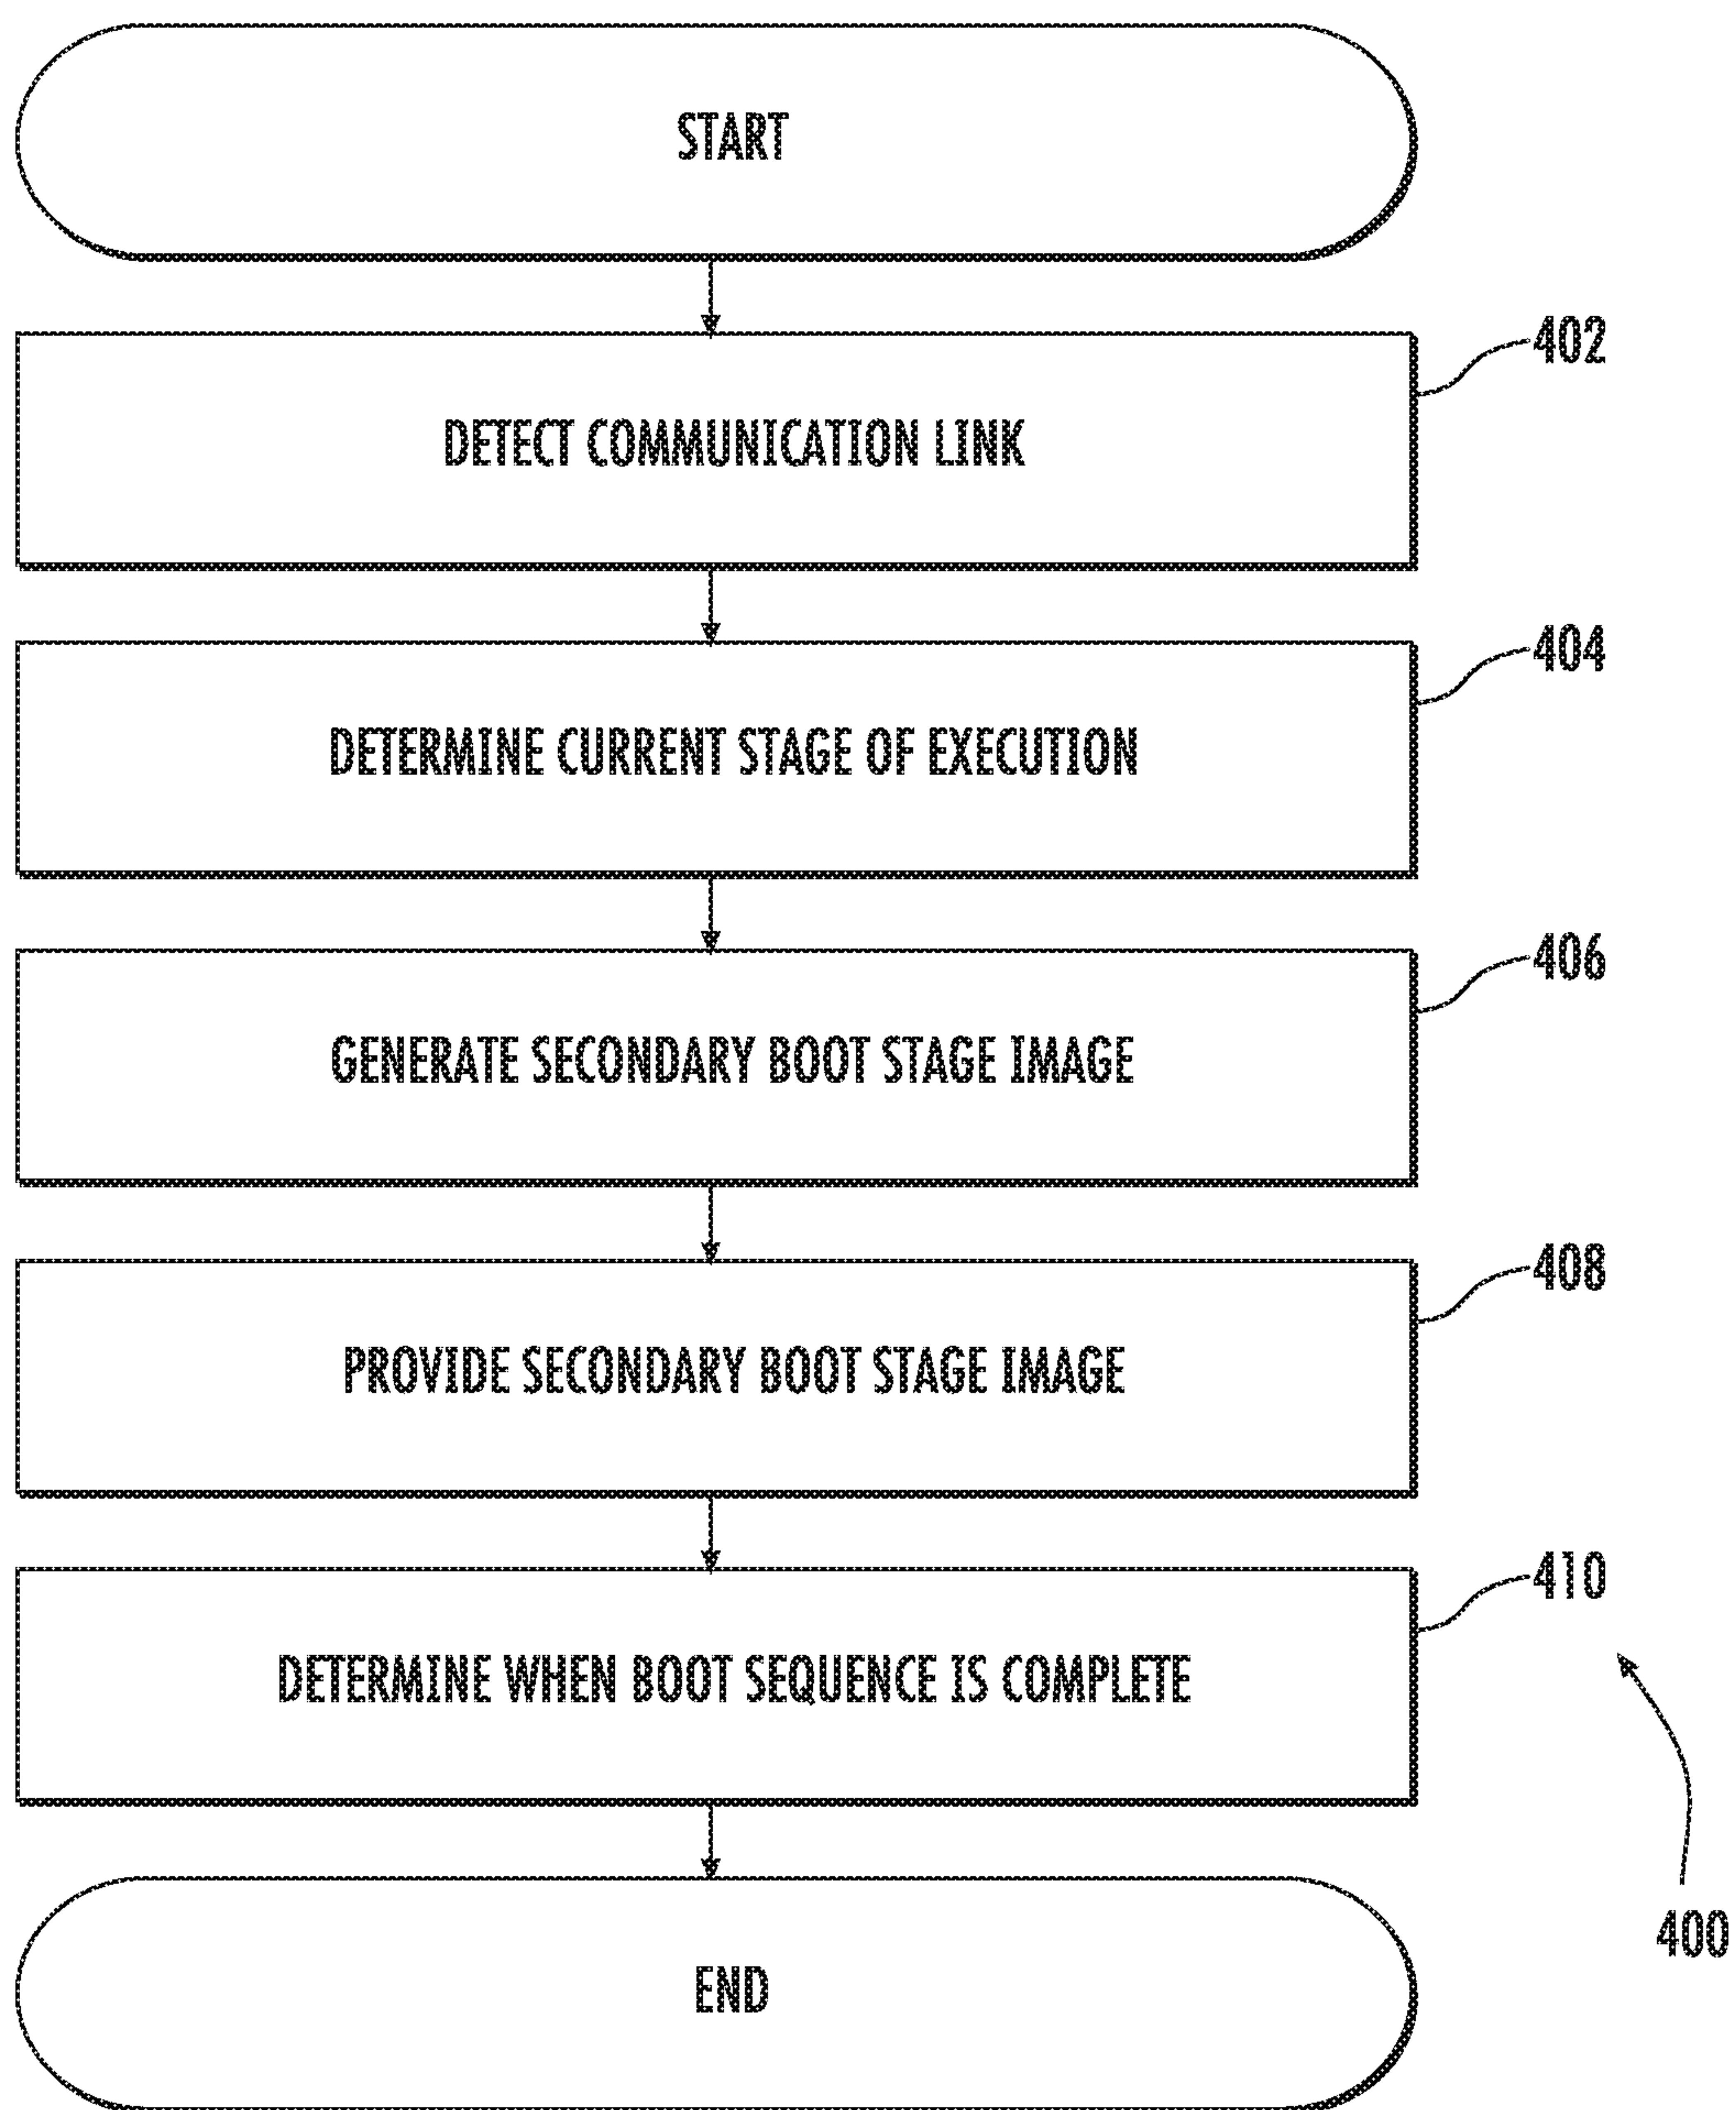 START
402
DETECT COMMUNICATION LINK
404
DETERMINE CURRENT STAGE OF EXECUTION
406
GENERATE SECONDARY BOOT STAGE IMAGE
408
PROVIDE SECONDARY BOOT STAGE IMAGE
410
DETERMINE WHEN BOOT SEQUENCE IS COMPLETE
400
END